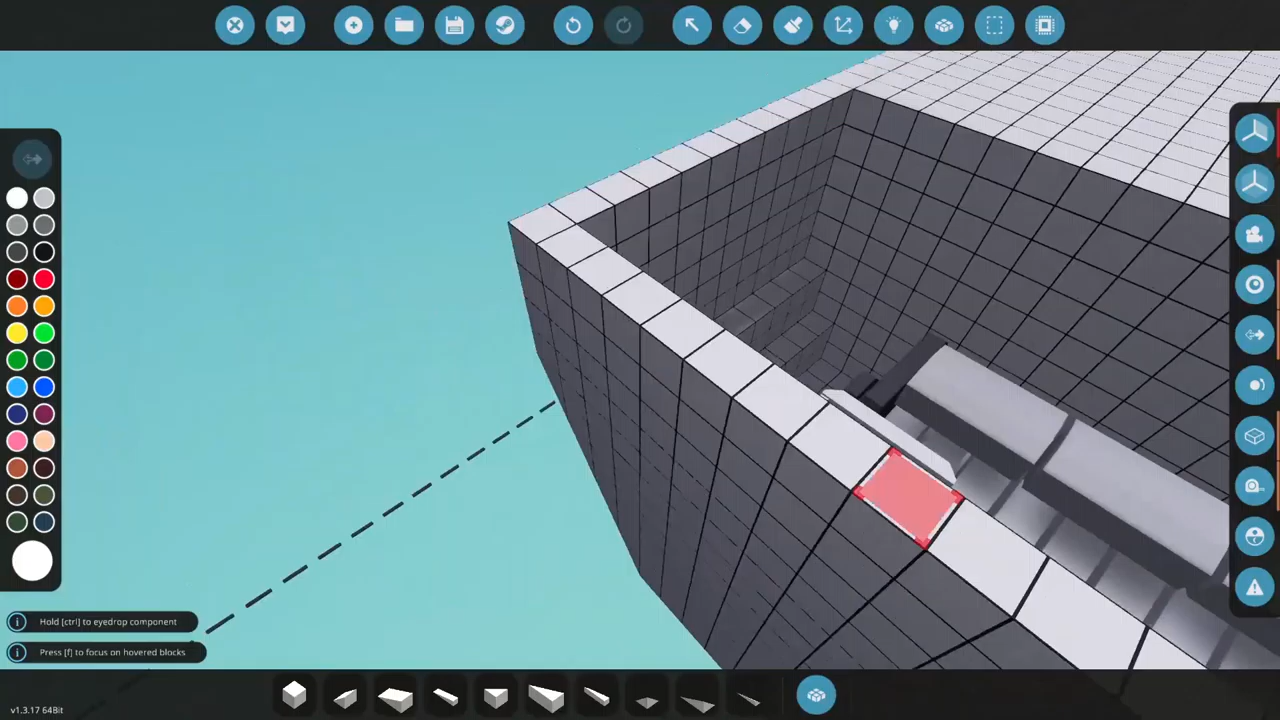 Hold [ctrl] to eyedrop component
Press [f] to focus on hovered blocks
v1.3.17 64Bit